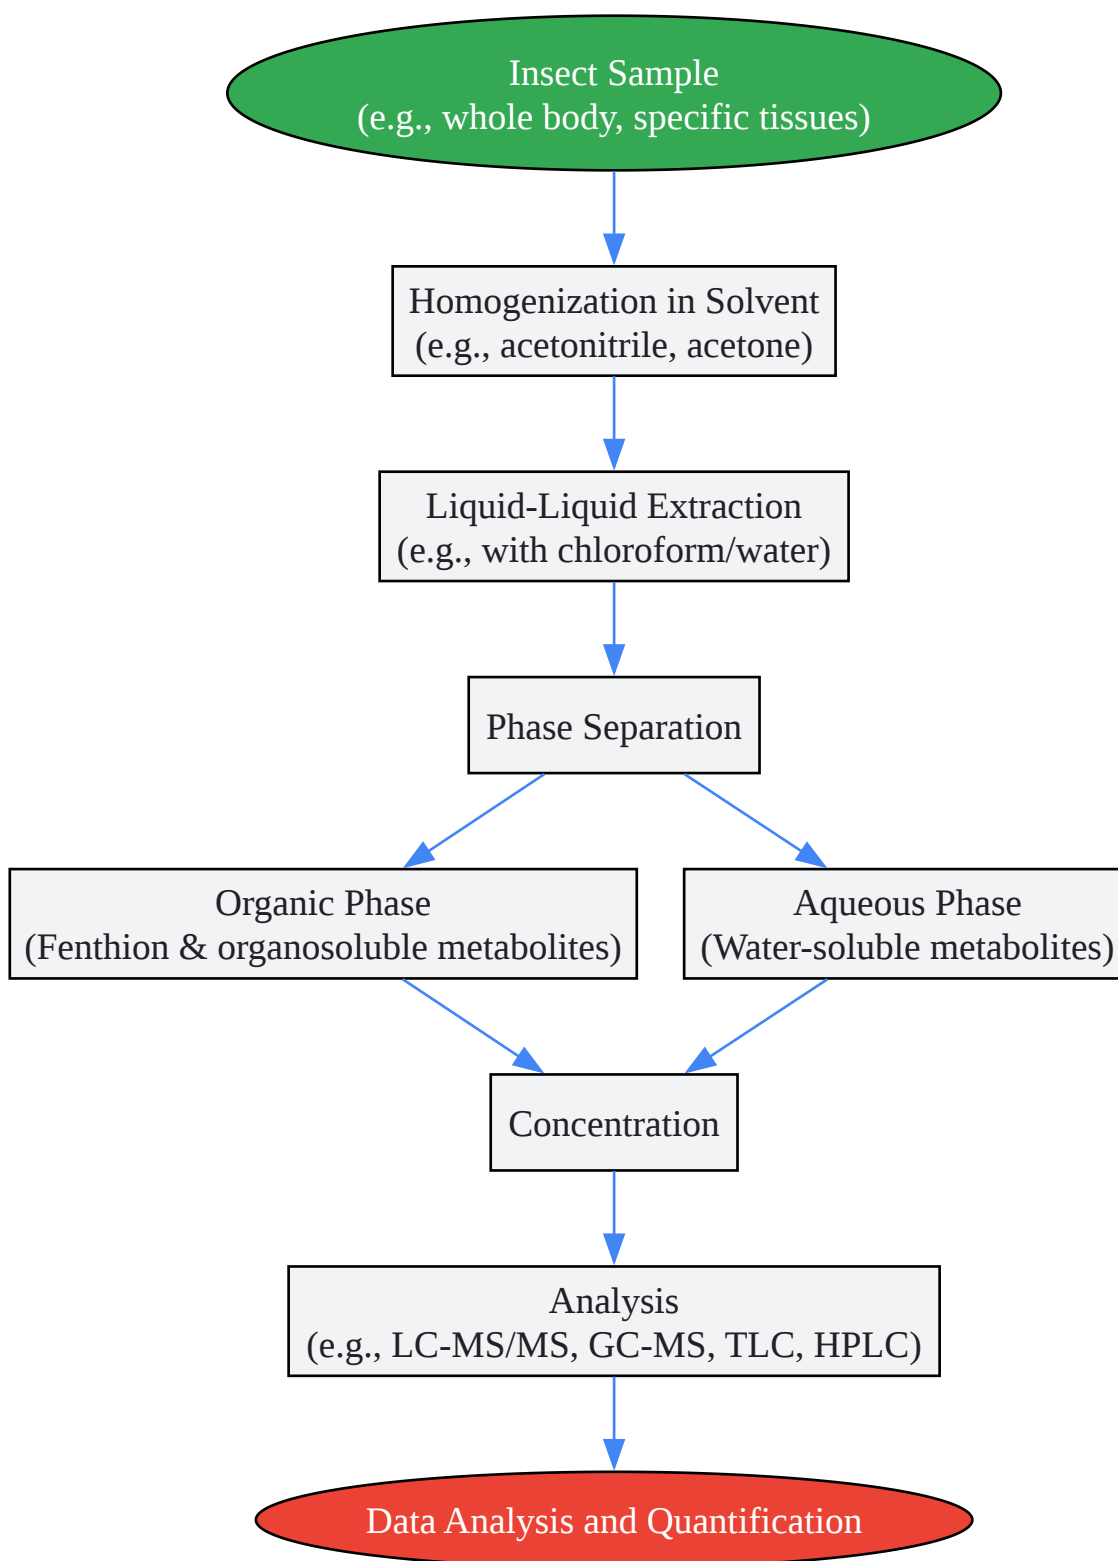 Insect Sample
(e.g., whole body, specific tissues)
Homogenization in Solvent
(e.g., acetonitrile, acetone)
Liquid-Liquid Extraction
(e.g., with chloroform/water)
Phase Separation
Organic Phase
(Fenthion & organosoluble metabolites)
Aqueous Phase
(Water-soluble metabolites)
Concentration
Analysis
(e.g., LC-MS/MS, GC-MS, TLC, HPLC)
Data Analysis and Quantification